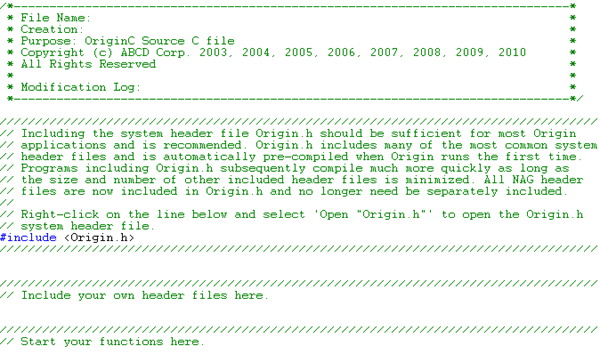 /*------------------------------------------------------------------------------*
 * File Name: *
 * Creation: *
 * Purpose: OriginC Source C file *
 * Copyright (c) ABCD Corp. 2003, 2004, 2005, 2006, 2007, 2008, 2009, 2010 *
 * All Rights Reserved *
 * *
 * Modification Log: *
 *------------------------------------------------------------------------------*/
////////////////////////////////////////////////////////////////////////////////////
// Including the system header file Origin.h should be sufficient for most Origin
// applications and is recommended. Origin.h includes many of the most common system
// header files and is automatically pre-compiled when Origin runs the first time.
// Programs including Origin.h subsequently compile much more quickly as long as
// the size and number of other included header files is minimized. All NAG header
// files are now included in Origin.h and no longer need be separately included.
//
// Right-click on the line below and select 'Open "Origin.h"' to open the Origin.h
// system header file.
#include <Origin.h>
////////////////////////////////////////////////////////////////////////////////////
////////////////////////////////////////////////////////////////////////////////////
// Include your own header files here.
////////////////////////////////////////////////////////////////////////////////////
// Start your functions here.